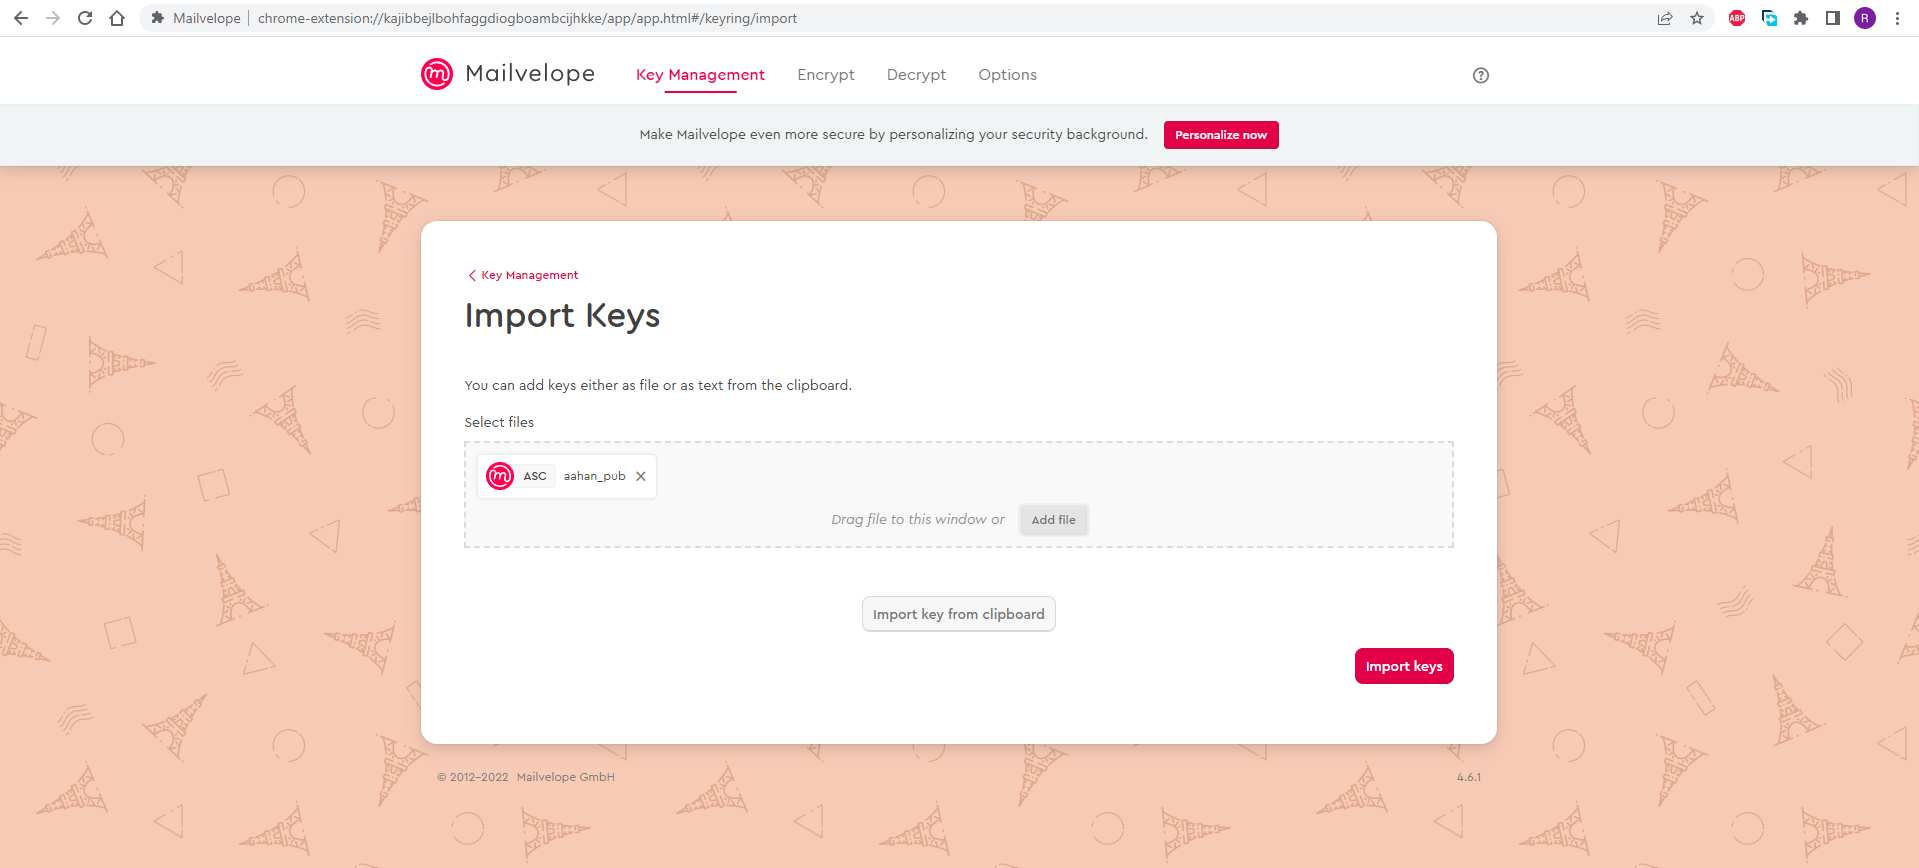 Mailvelope chrome-extension://kajibbejlbohfaggdiogboambcijhkke/app/app.html#/keyring/import ABP R
Mailvelope Key Management Encrypt Decrypt Options ?
Make Mailvelope even more secure by personalizing your security background. Personalize now
Key Management
Import Keys
You can add keys either as file or as text from the clipboard.
Select files
ASC aahan_pub
Drag file to this window or Add file
Import key from clipboard
Import keys
© 2012-2022 Mailvelope GmbH 4.6.1